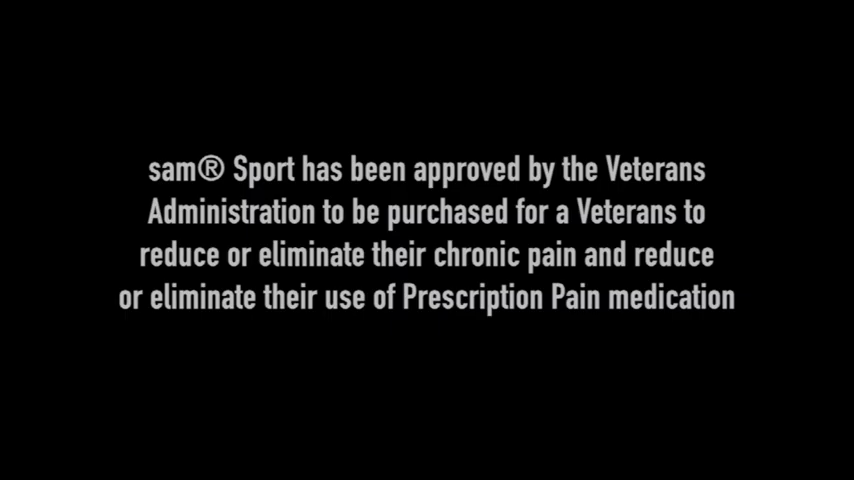 sam® Sport has been approved by the Veterans
Administration to be purchased for a Veterans to
reduce or eliminate their chronic pain and reduce
or eliminate their use of Prescription Pain medication